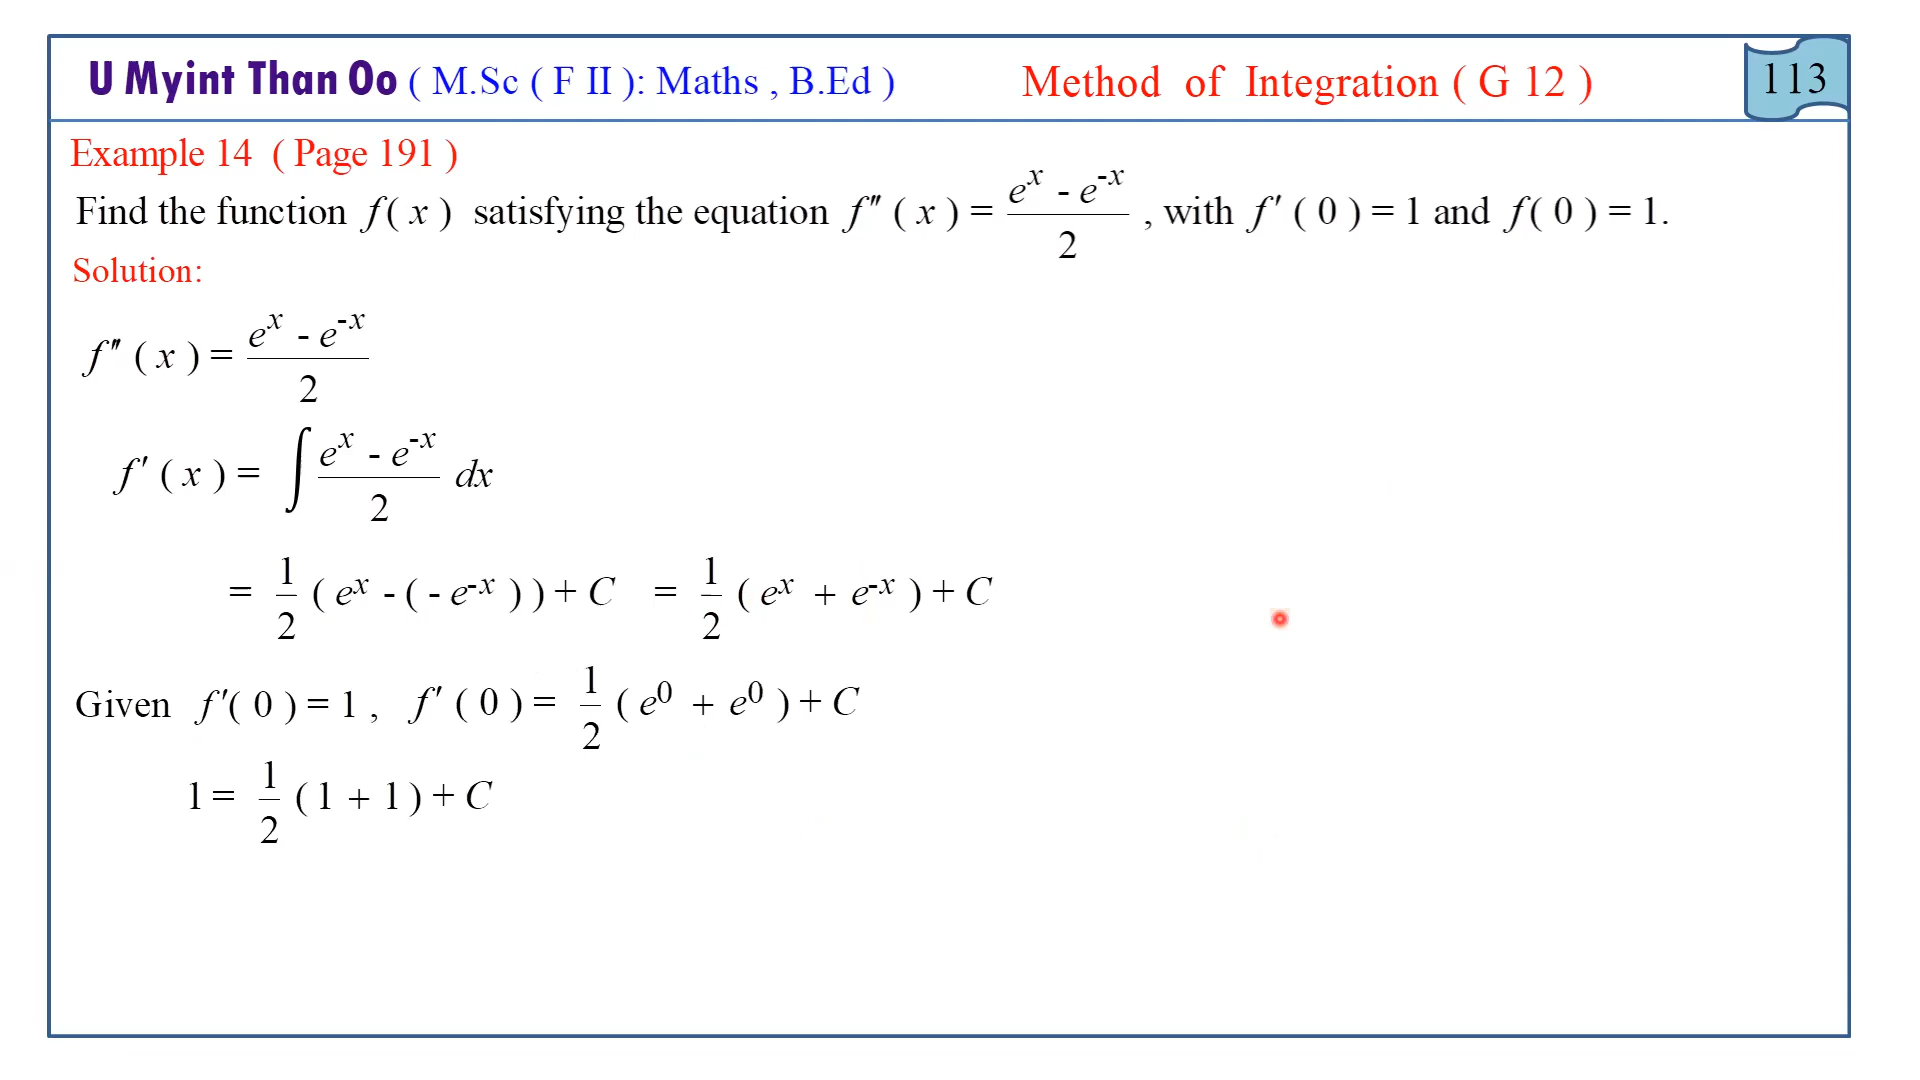 U Myint Than Oo ( M.Sc ( F II ): Maths , B.Ed ) Method of Integration ( G 12 ) 113
Example 14 ( Page 191 )
Find the function f( x ) satisfying the equation f″ ( x ) = (e^x - e^-x)/2 , with f′ ( 0 ) = 1 and f( 0 ) = 1.
Solution:
f″ ( x ) = (e^x - e^-x)/2
f′ ( x ) = ∫ (e^x - e^-x)/2 dx
= 1/2 ( e^x - ( - e^-x ) ) + C = 1/2 ( e^x + e^-x ) + C
Given f′( 0 ) = 1 , f′ ( 0 ) = 1/2 ( e^0 + e^0 ) + C
1 = 1/2 ( 1 + 1 ) + C